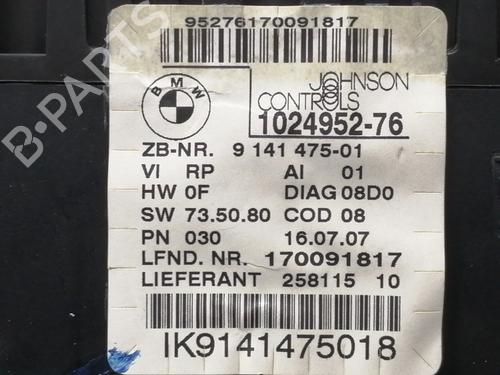 95276170091817
BMW
JOHNSON
CONTROLS
1024952-76
ZB-NR. 9 141 475-01
VI RP AI 01
HW 0F DIAG 08D0
SW 73.50.80 COD 08
PN 030 16.07.07
LFND. NR. 170091817
LIEFERANT 258115 10
IK9141475018
B-PARTS